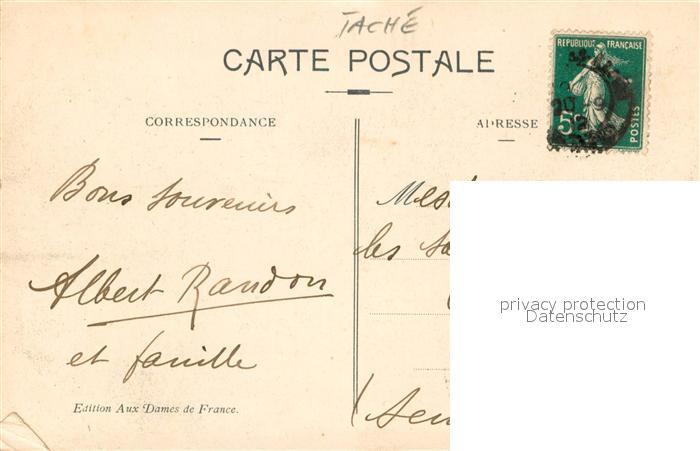 TACHÉ
CARTE POSTALE
REPUBLIQUE FRANÇAISE
5c
POSTES
CORRESPONDANCE
ADRESSE
Bons souvenirs
Albert Randon
et famille
les
Edition Aux Dames de France.
privacy protection
Datenschutz